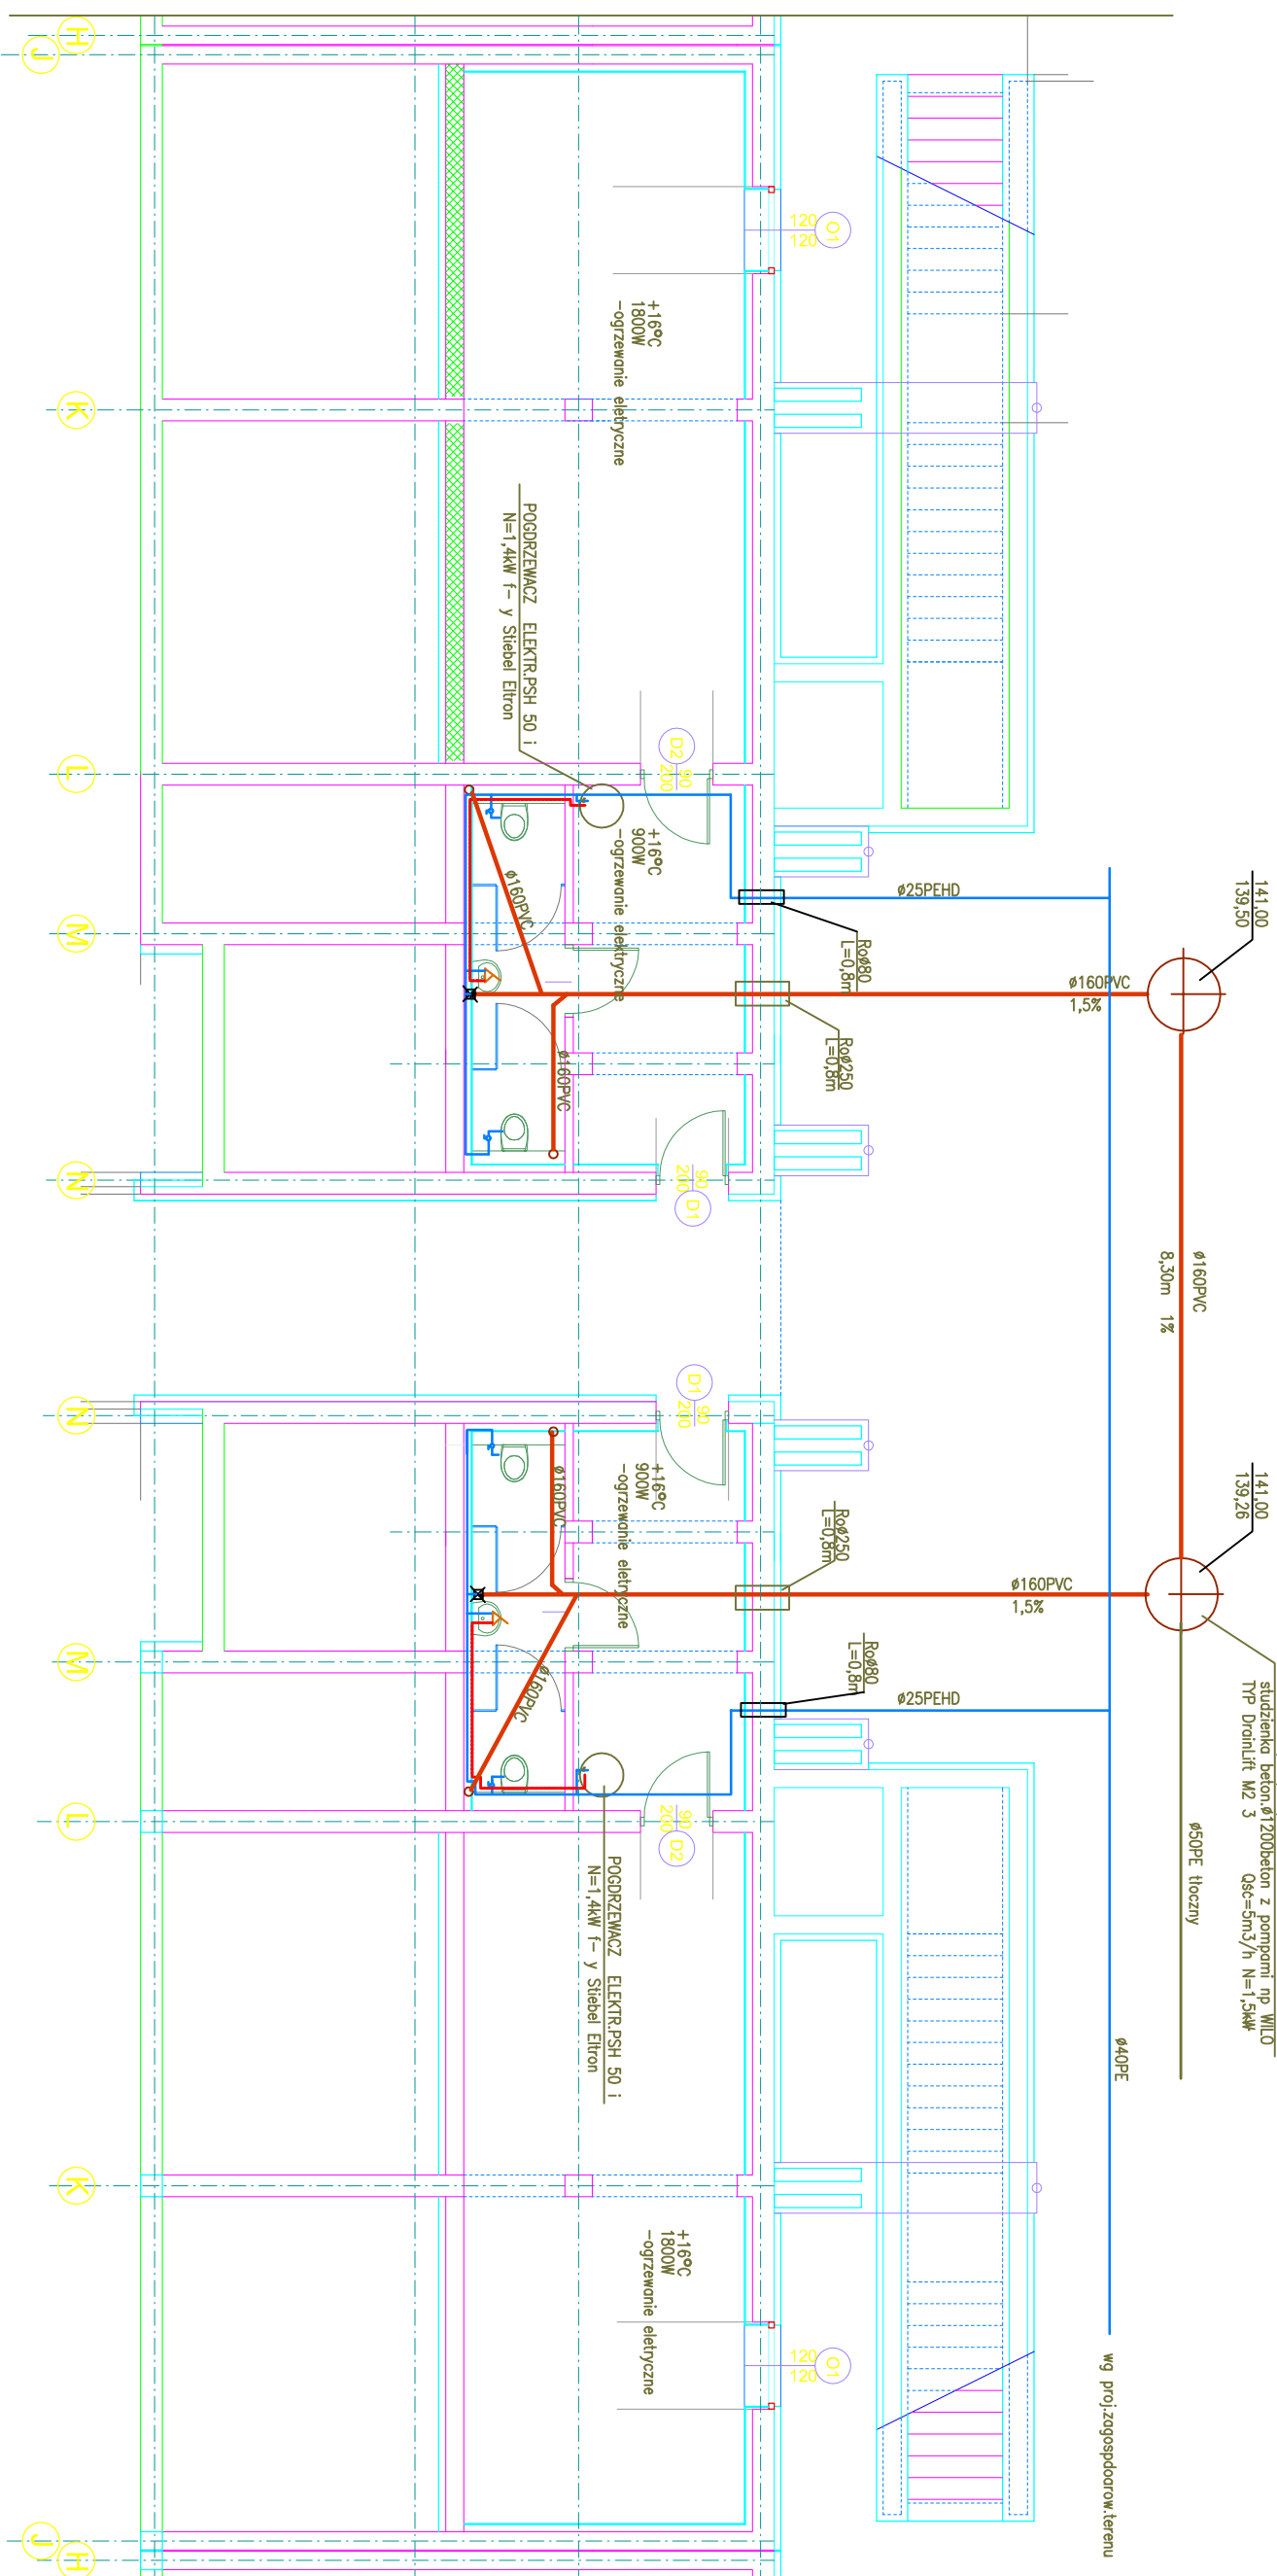 H
J
K
L
M
N
N
M
L
K
J
H
O1
120
120
+16°C
1800W
-ogrzewanie eletryczne
POGDRZEWACZ ELEKTR.PSH 50 i
N=1,4kW f- y Stiebel Eltron
D2
90
200
+16°C
900W
-ogrzewanie elektryczne
ø160PVC
ø160PVC
ø25PEHD
Roø80
L=0,8m
Roø250
L=0,8m
ø160PVC
1,5%
141,00
139,50
90
200
D1
ø160PVC
8,30m 1%
D1
90
200
+16°C
900W
-ogrzewanie eletryczne
ø160PVC
ø160PVC
Roø250
L=0,8m
Roø80
L=0,8m
ø25PEHD
ø160PVC
1,5%
141,00
139,26
studzienka beton.ø1200beton z pompami np WILO
TYP DrainLift M2 3 Qść=5m3/h N=1,5kW
ø50PE tłoczny
ø40PE
90
200
D2
POGDRZEWACZ ELEKTR.PSH 50 i
N=1,4kW f- y Stiebel Eltron
+16°C
1800W
-ogrzewanie eletryczne
O1
120
120
wg proj.zagospdoarow.terenu